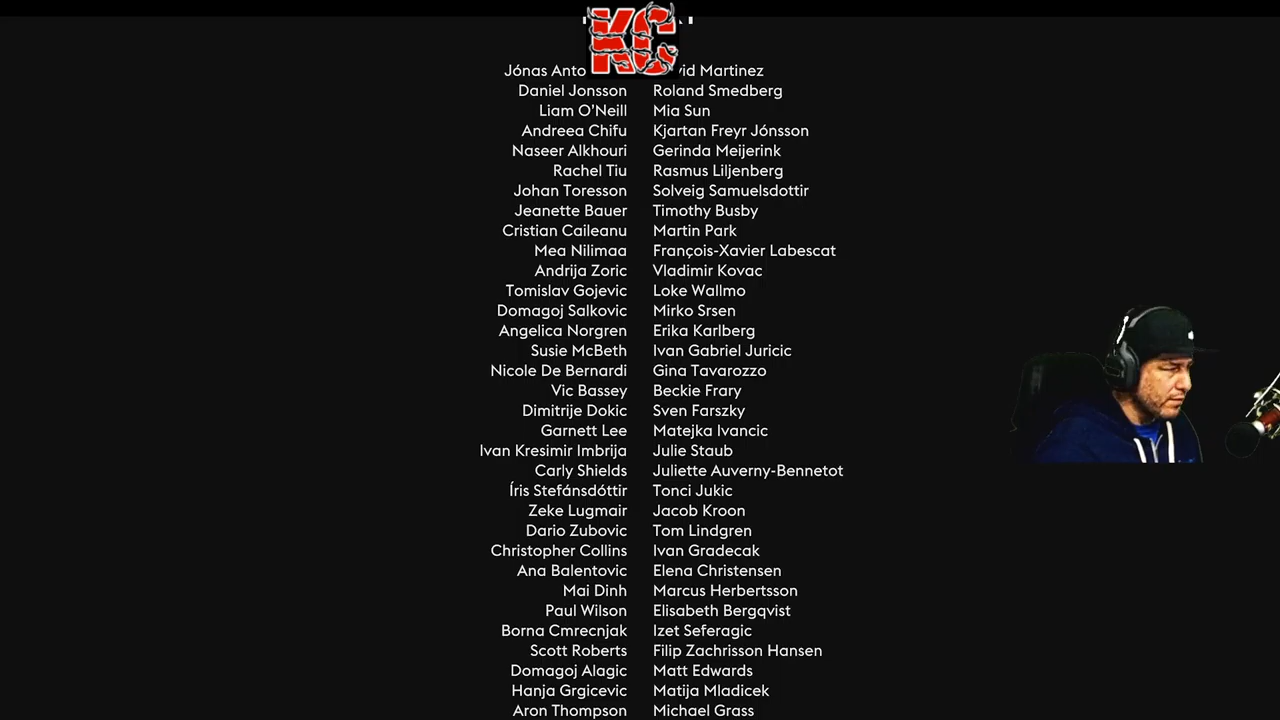 KC
Jónas Anto vid Martinez
Daniel Jonsson Roland Smedberg
Liam O'Neill Mia Sun
Andreea Chifu Kjartan Freyr Jónsson
Naseer Alkhouri Gerinda Meijerink
Rachel Tiu Rasmus Liljenberg
Johan Toresson Solveig Samuelsdottir
Jeanette Bauer Timothy Busby
Cristian Caileanu Martin Park
Mea Nilimaa François-Xavier Labescat
Andrija Zoric Vladimir Kovac
Tomislav Gojevic Loke Wallmo
Domagoj Salkovic Mirko Srsen
Angelica Norgren Erika Karlberg
Susie McBeth Ivan Gabriel Juricic
Nicole De Bernardi Gina Tavarozzo
Vic Bassey Beckie Frary
Dimitrije Dokic Sven Farszky
Garnett Lee Matejka Ivancic
Ivan Kresimir Imbrija Julie Staub
Carly Shields Juliette Auverny-Bennetot
Íris Stefánsdóttir Tonci Jukic
Zeke Lugmair Jacob Kroon
Dario Zubovic Tom Lindgren
Christopher Collins Ivan Gradecak
Ana Balentovic Elena Christensen
Mai Dinh Marcus Herbertsson
Paul Wilson Elisabeth Bergqvist
Borna Cmrecnjak Izet Seferagic
Scott Roberts Filip Zachrisson Hansen
Domagoj Alagic Matt Edwards
Hanja Grgicevic Matija Mladicek
Aron Thompson Michael Grass